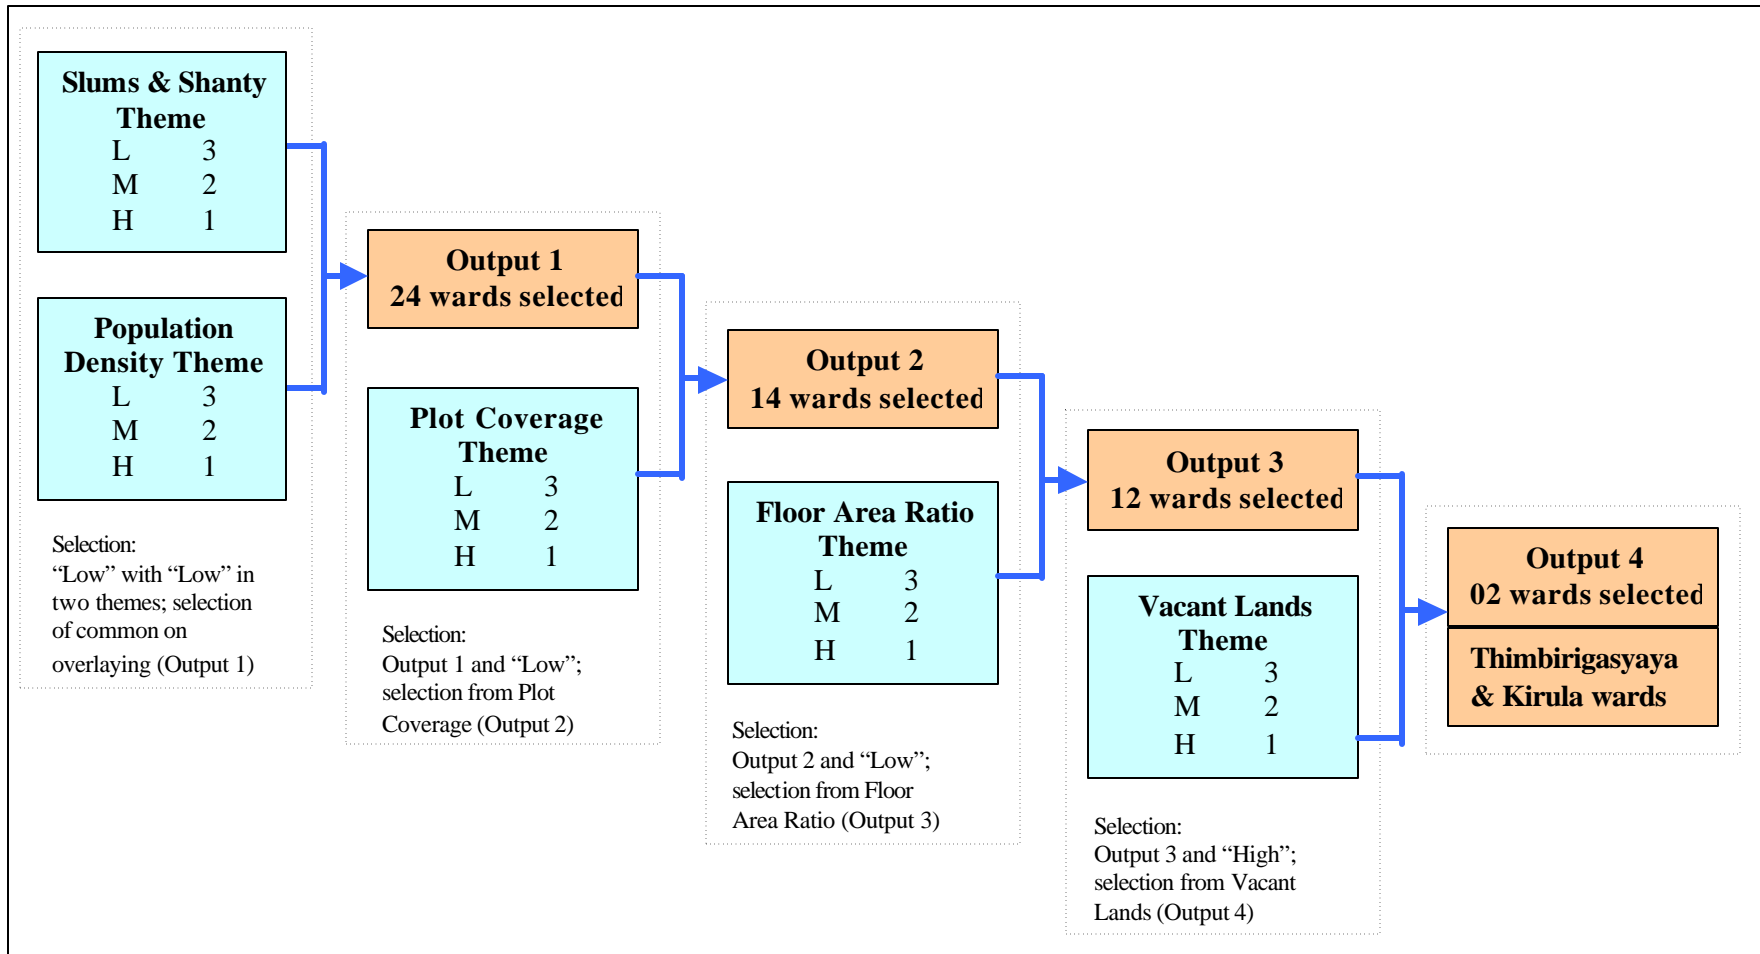 Slums & Shanty
Theme
L 3
M 2
H 1
Population
Density Theme
L 3
M 2
H 1
Selection:
“Low” with “Low” in
two themes; selection
of common on
overlaying (Output 1)
Output 1
24 wards selected
Plot Coverage
Theme
L 3
M 2
H 1
Selection:
Output 1 and “Low”;
selection from Plot
Coverage (Output 2)
Output 2
14 wards selected
Floor Area Ratio
Theme
L 3
M 2
H 1
Selection:
Output 2 and “Low”;
selection from Floor
Area Ratio (Output 3)
Output 3
12 wards selected
Vacant Lands
Theme
L 3
M 2
H 1
Selection:
Output 3 and “High”;
selection from Vacant
Lands (Output 4)
Output 4
02 wards selected
Thimbirigasyaya
& Kirula wards